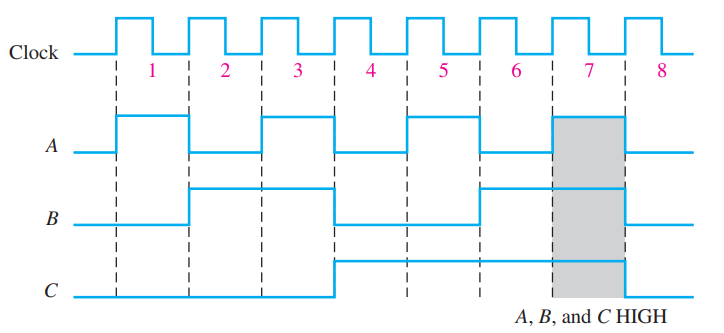 Clock
1 2 3 4 5 6 7 8
A
B
C
A, B, and C HIGH